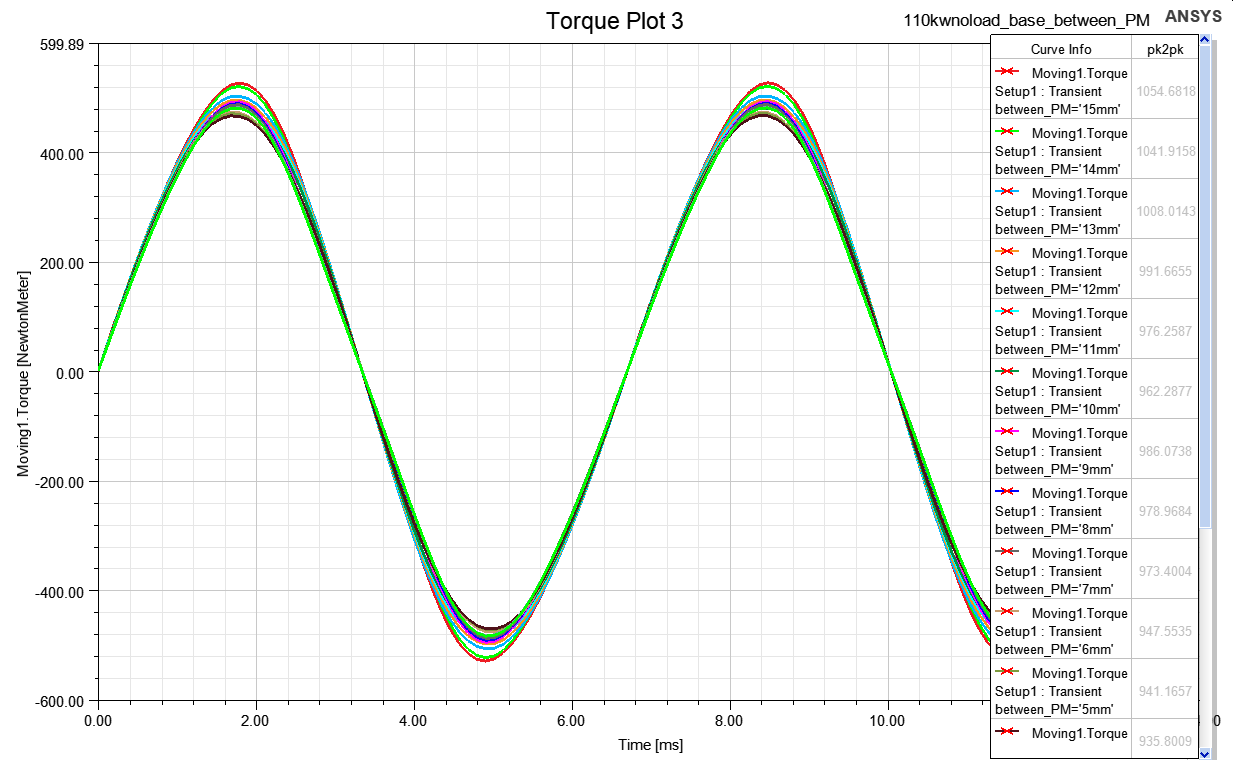 Torque Plot 3
110kwnoload_base_between_PM
ANSYS
599.89
400.00
200.00
0.00
-200.00
-400.00
-600.00
Moving1.Torque [NewtonMeter]
0.00 2.00 4.00 6.00 8.00 10.00 0
Time [ms]
Curve Info pk2pk
Moving1.Torque
Setup1 : Transient 1054.6818
between_PM='15mm'
Moving1.Torque
Setup1 : Transient 1041.9158
between_PM='14mm'
Moving1.Torque
Setup1 : Transient 1008.0143
between_PM='13mm'
Moving1.Torque
Setup1 : Transient 991.6655
between_PM='12mm'
Moving1.Torque
Setup1 : Transient 976.2587
between_PM='11mm'
Moving1.Torque
Setup1 : Transient 962.2877
between_PM='10mm'
Moving1.Torque
Setup1 : Transient 986.0738
between_PM='9mm'
Moving1.Torque
Setup1 : Transient 978.9684
between_PM='8mm'
Moving1.Torque
Setup1 : Transient 973.4004
between_PM='7mm'
Moving1.Torque
Setup1 : Transient 947.5535
between_PM='6mm'
Moving1.Torque
Setup1 : Transient 941.1657
between_PM='5mm'
Moving1.Torque
935.8009